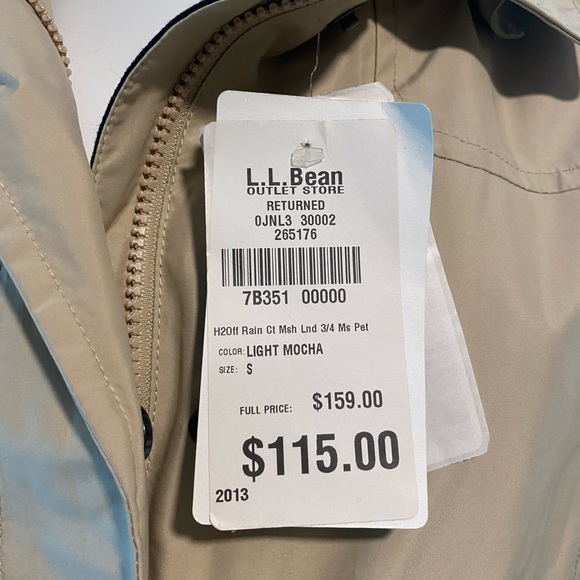 L.L.Bean
OUTLET STORE
RETURNED
0JNL3 30002
265176
7B351 00000
H2Off Rain Ct Msh Lnd 3/4 Ms Pet
COLOR: LIGHT MOCHA
SIZE: S
FULL PRICE: $159.00
$115.00
2013